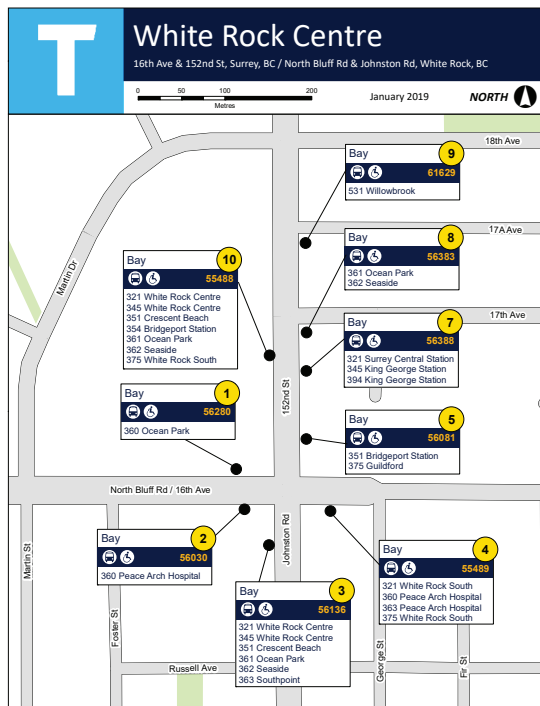 T
White Rock Centre
16th Ave & 152nd St, Surrey, BC / North Bluff Rd & Johnston Rd, White Rock, BC
0 50 100 200
Metres
January 2019
NORTH
18th Ave
Bay 9
61629
531 Willowbrook
17A Ave
Bay 8
56383
361 Ocean Park
362 Seaside
Martin Dr
Bay 10
55488
321 White Rock Centre
345 White Rock Centre
351 Crescent Beach
354 Bridgeport Station
361 Ocean Park
362 Seaside
375 White Rock South
17th Ave
Bay 7
56388
321 Surrey Central Station
345 King George Station
394 King George Station
152nd St
Bay 1
56280
360 Ocean Park
Bay 5
56081
351 Bridgeport Station
375 Guildford
North Bluff Rd / 16th Ave
Bay 2
56030
360 Peace Arch Hospital
Martin St
Foster St
Johnston Rd
Bay 4
55489
321 White Rock South
360 Peace Arch Hospital
363 Peace Arch Hospital
375 White Rock South
Bay 3
56136
321 White Rock Centre
345 White Rock Centre
351 Crescent Beach
361 Ocean Park
362 Seaside
363 Southpoint
George St
Fir St
Russell Ave